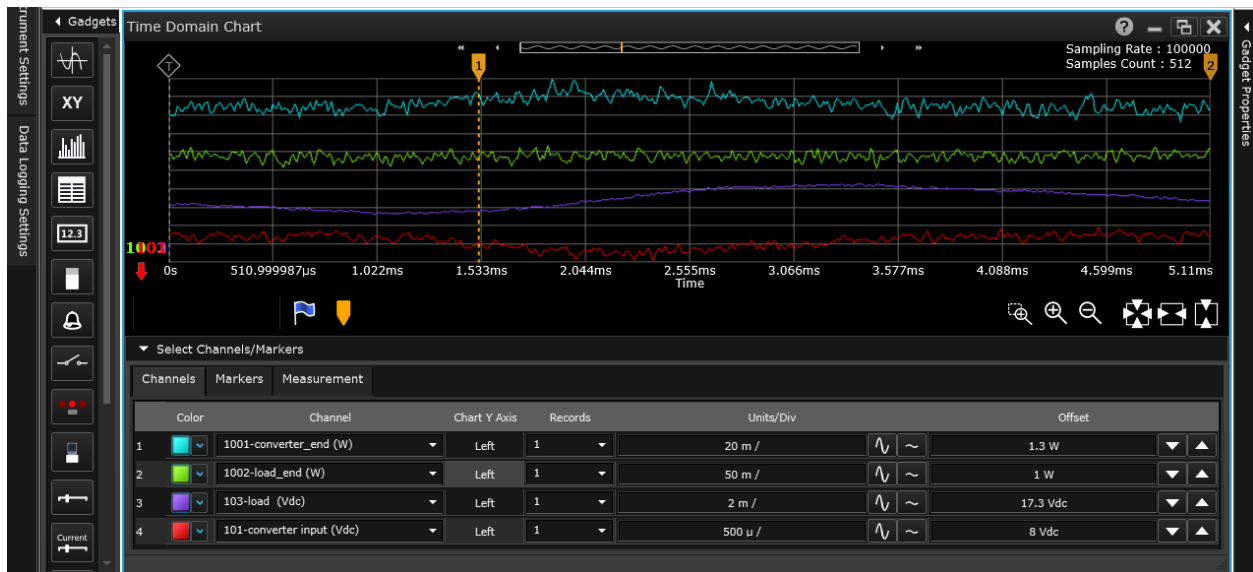 trument Settings
Data Logging Settings
Gadgets
XY
12.3
Current
Time Domain Chart
?
Sampling Rate : 100000
Samples Count : 512
T
1
2
0s 510.999987µs 1.022ms 1.533ms 2.044ms 2.555ms 3.066ms 3.577ms 4.088ms 4.599ms 5.11ms
Time
Select Channels/Markers
Channels Markers Measurement
Color Channel Chart Y Axis Records Units/Div Offset
1 1001-converter_end (W) Left 1 20 m / 1.3 W
2 1002-load_end (W) Left 1 50 m / 1 W
3 103-load (Vdc) Left 1 2 m / 17.3 Vdc
4 101-converter input (Vdc) Left 1 500 µ / 8 Vdc
Gadget Properties